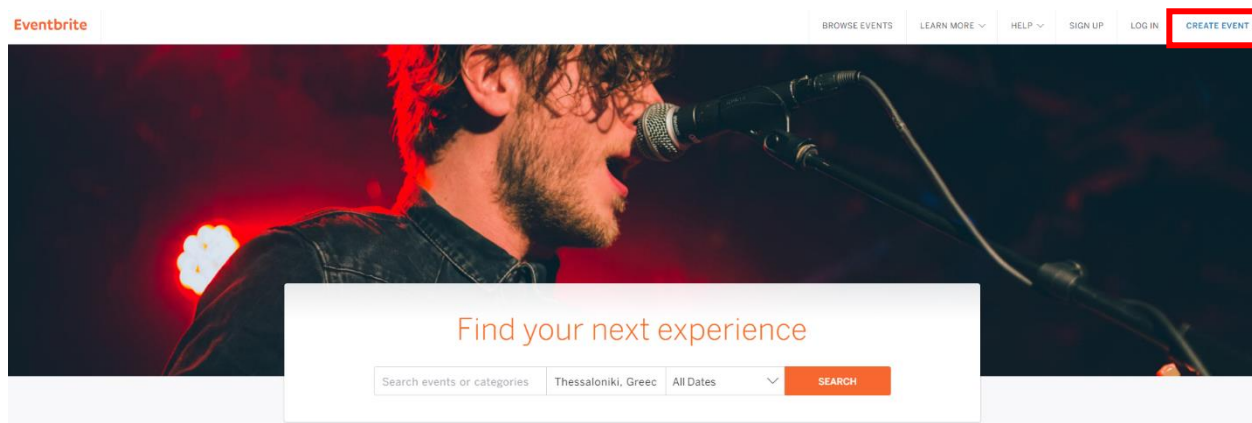 Eventbrite
BROWSE EVENTS LEARN MORE HELP SIGN UP LOG IN CREATE EVENT
Find your next experience
Search events or categories Thessaloniki, Greec All Dates SEARCH